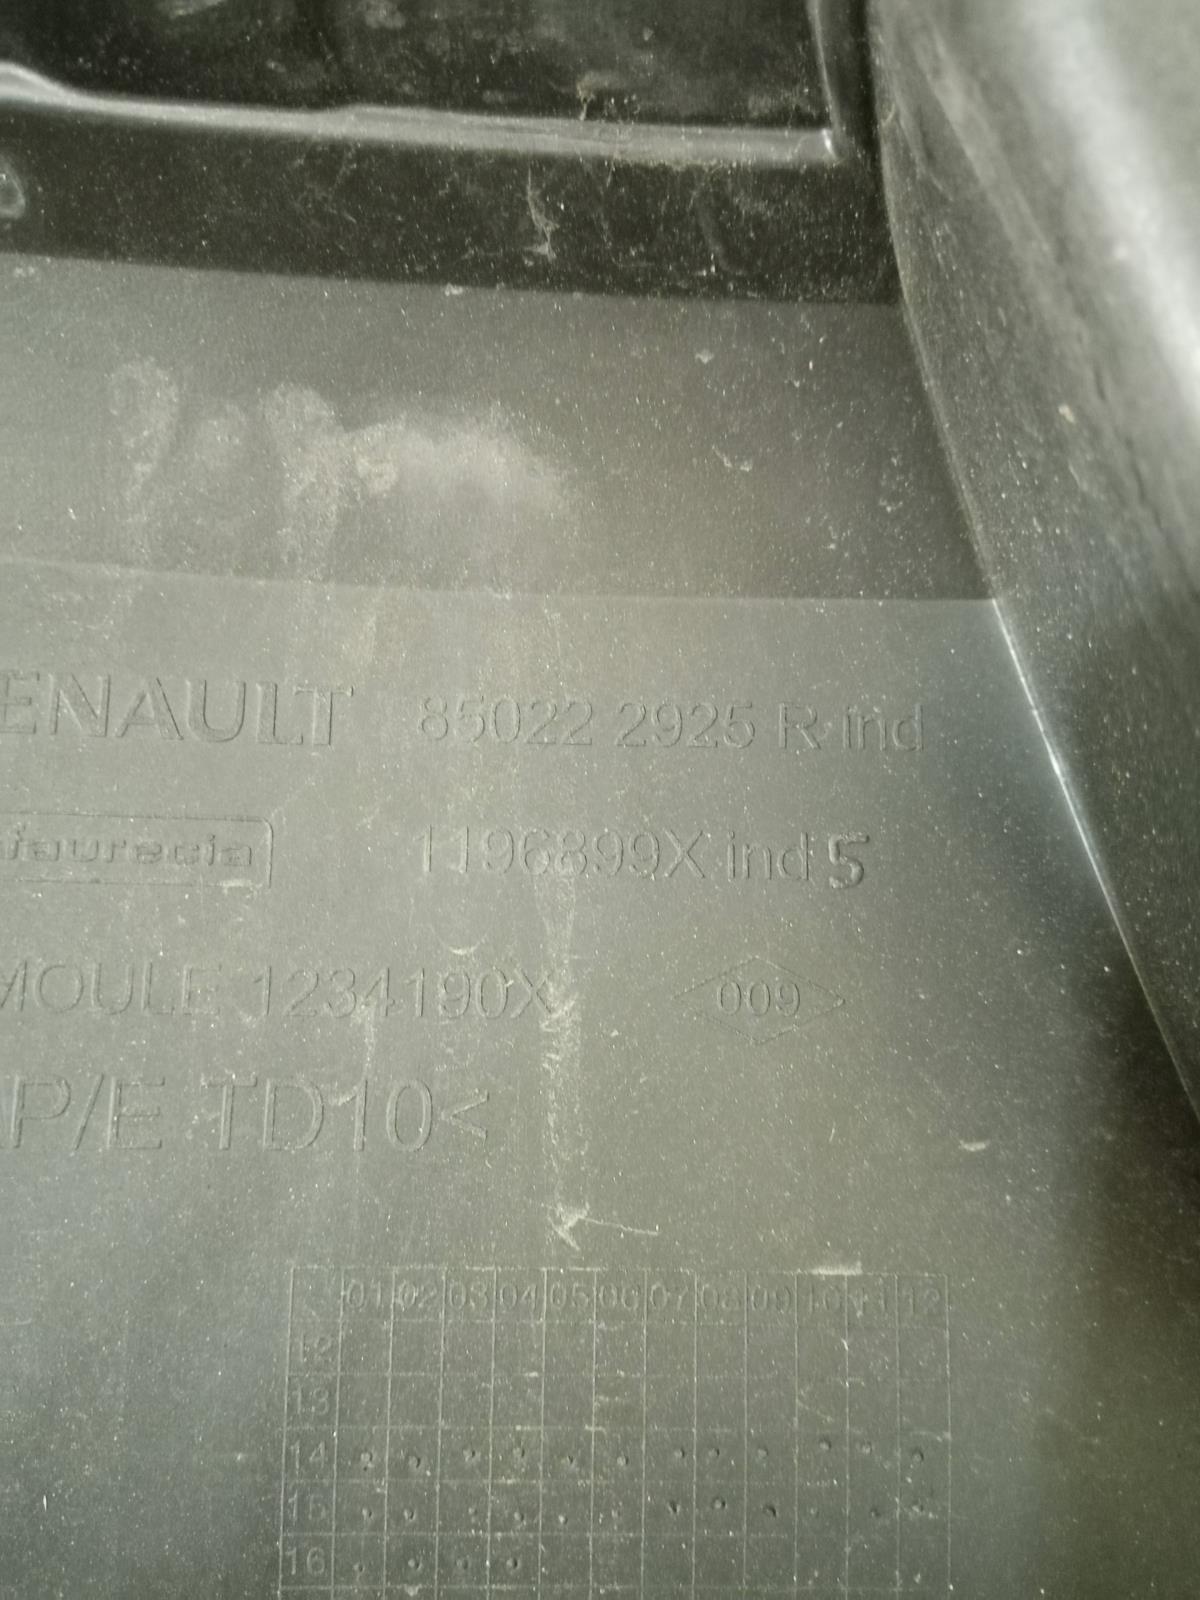 ENAULT 85022 2925 R ind
faurecia 1196899X ind 5
MOULE 1234190X 009
P/E TD10<
01 02 03 04 05 06 07 08 09 10 11 12
12
13
14
15
16